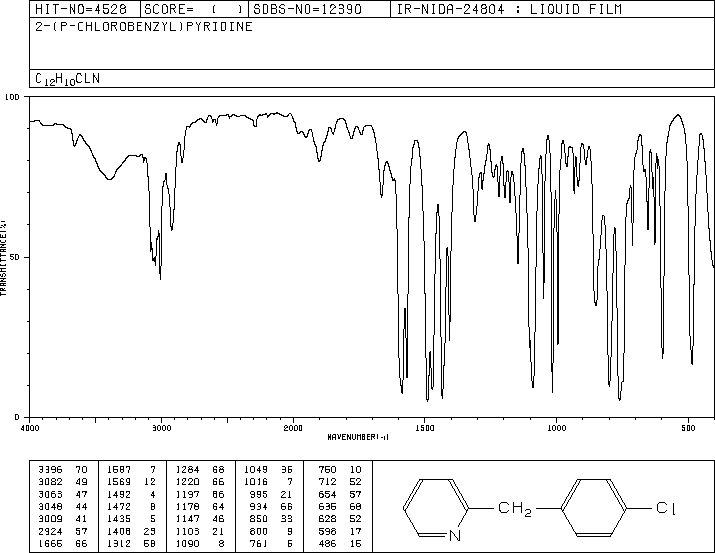 HIT-NO=4528 SCORE= ( ) SDBS-NO=12390 IR-NIDA-24804 : LIQUID FILM
2-(P-CHLOROBENZYL)PYRIDINE
C12H10CLN
100
50
0
TRANSMITTANCE(%)
4000 3000 2000 1500 1000 500
WAVENUMBER(-1)
3396 70 1587 7 1284 68 1049 35 750 10
3082 49 1569 12 1220 66 1016 7 712 52
3063 47 1492 4 1197 66 995 21 654 57
3048 44 1472 8 1178 64 934 66 635 68
3009 41 1435 5 1147 46 850 33 628 52
2924 57 1408 23 1103 21 800 9 598 17
1665 66 1312 58 1090 8 761 5 486 15
N CH2 Cl